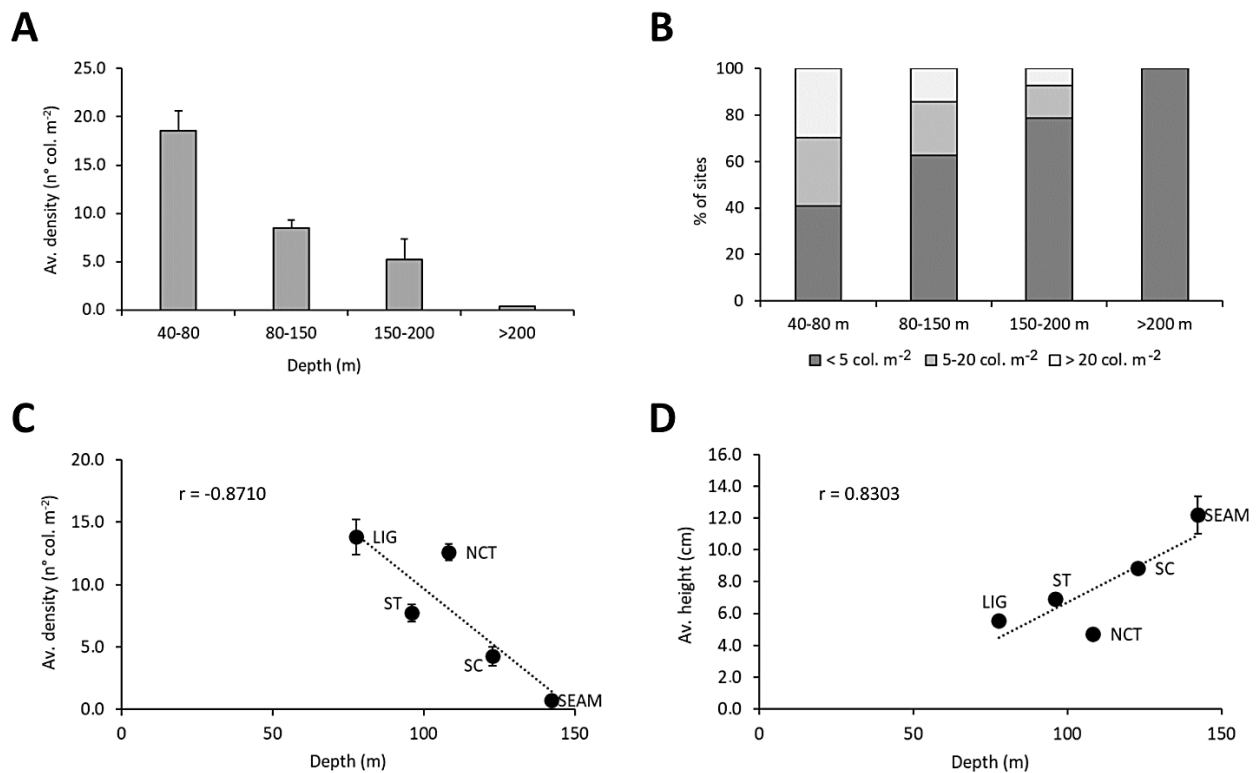 A
Av. density (n° col. m⁻²)
25.0
20.0
15.0
10.0
5.0
0.0
40-80 80-150 150-200 >200
Depth (m)
B
% of sites
100
80
60
40
20
0
40-80 m 80-150 m 150-200 m >200 m
< 5 col. m⁻² 5-20 col. m⁻² > 20 col. m⁻²
C
Av. density (n° col. m⁻²)
20.0
15.0
10.0
5.0
0.0
r = -0.8710
LIG
NCT
ST
SC
SEAM
0 50 100 150
Depth (m)
D
Av. height (cm)
16.0
14.0
12.0
10.0
8.0
6.0
4.0
2.0
0.0
r = 0.8303
SEAM
SC
ST
LIG
NCT
0 50 100 150
Depth (m)